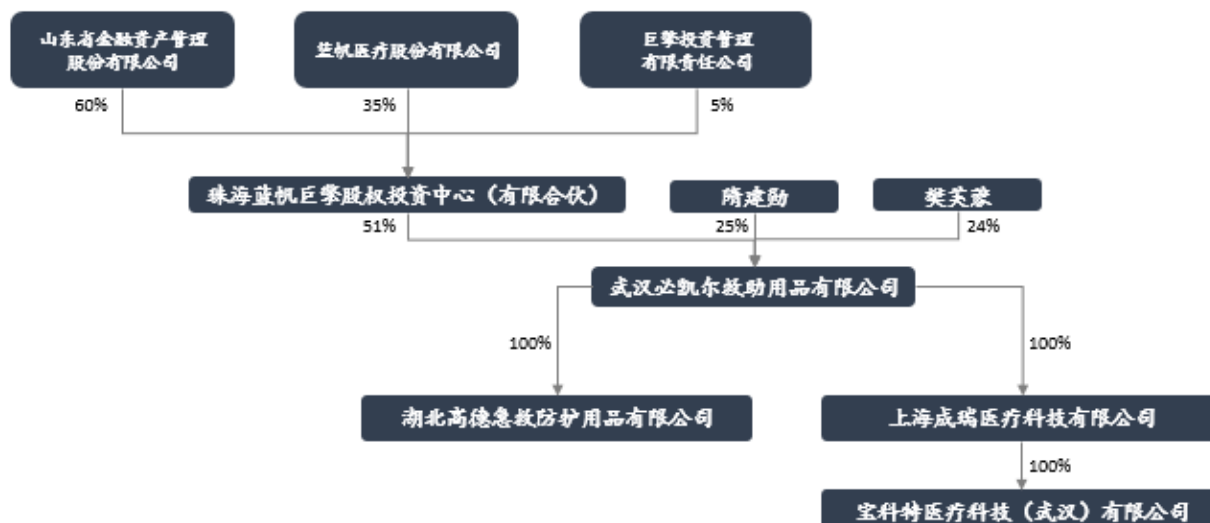 山东省金融资产管理
股份有限公司
蓝帆医疗股份有限公司
巨擎投资管理
有限责任公司
60%
35%
5%
珠海蓝帆巨擎股权投资中心（有限合伙）
隋建勋
樊芙蓉
51%
25%
24%
武汉必凯尔救助用品有限公司
100%
100%
湖北高德急救防护用品有限公司
上海成瑞医疗科技有限公司
100%
宝科特医疗科技（武汉）有限公司